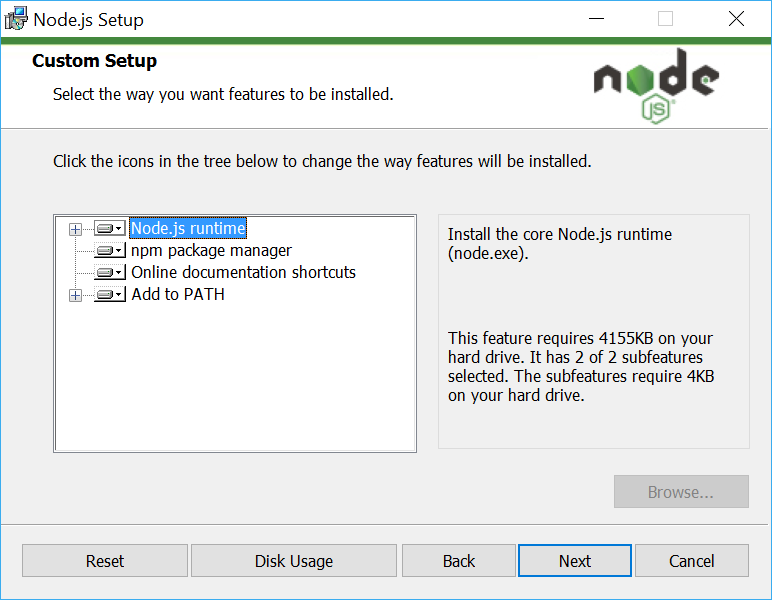 Node.js Setup
Custom Setup
Select the way you want features to be installed.
node
JS
Click the icons in the tree below to change the way features will be installed.
Node.js runtime
npm package manager
Online documentation shortcuts
Add to PATH
Install the core Node.js runtime
(node.exe).
This feature requires 4155KB on your
hard drive. It has 2 of 2 subfeatures
selected. The subfeatures require 4KB
on your hard drive.
Browse...
Reset
Disk Usage
Back
Next
Cancel